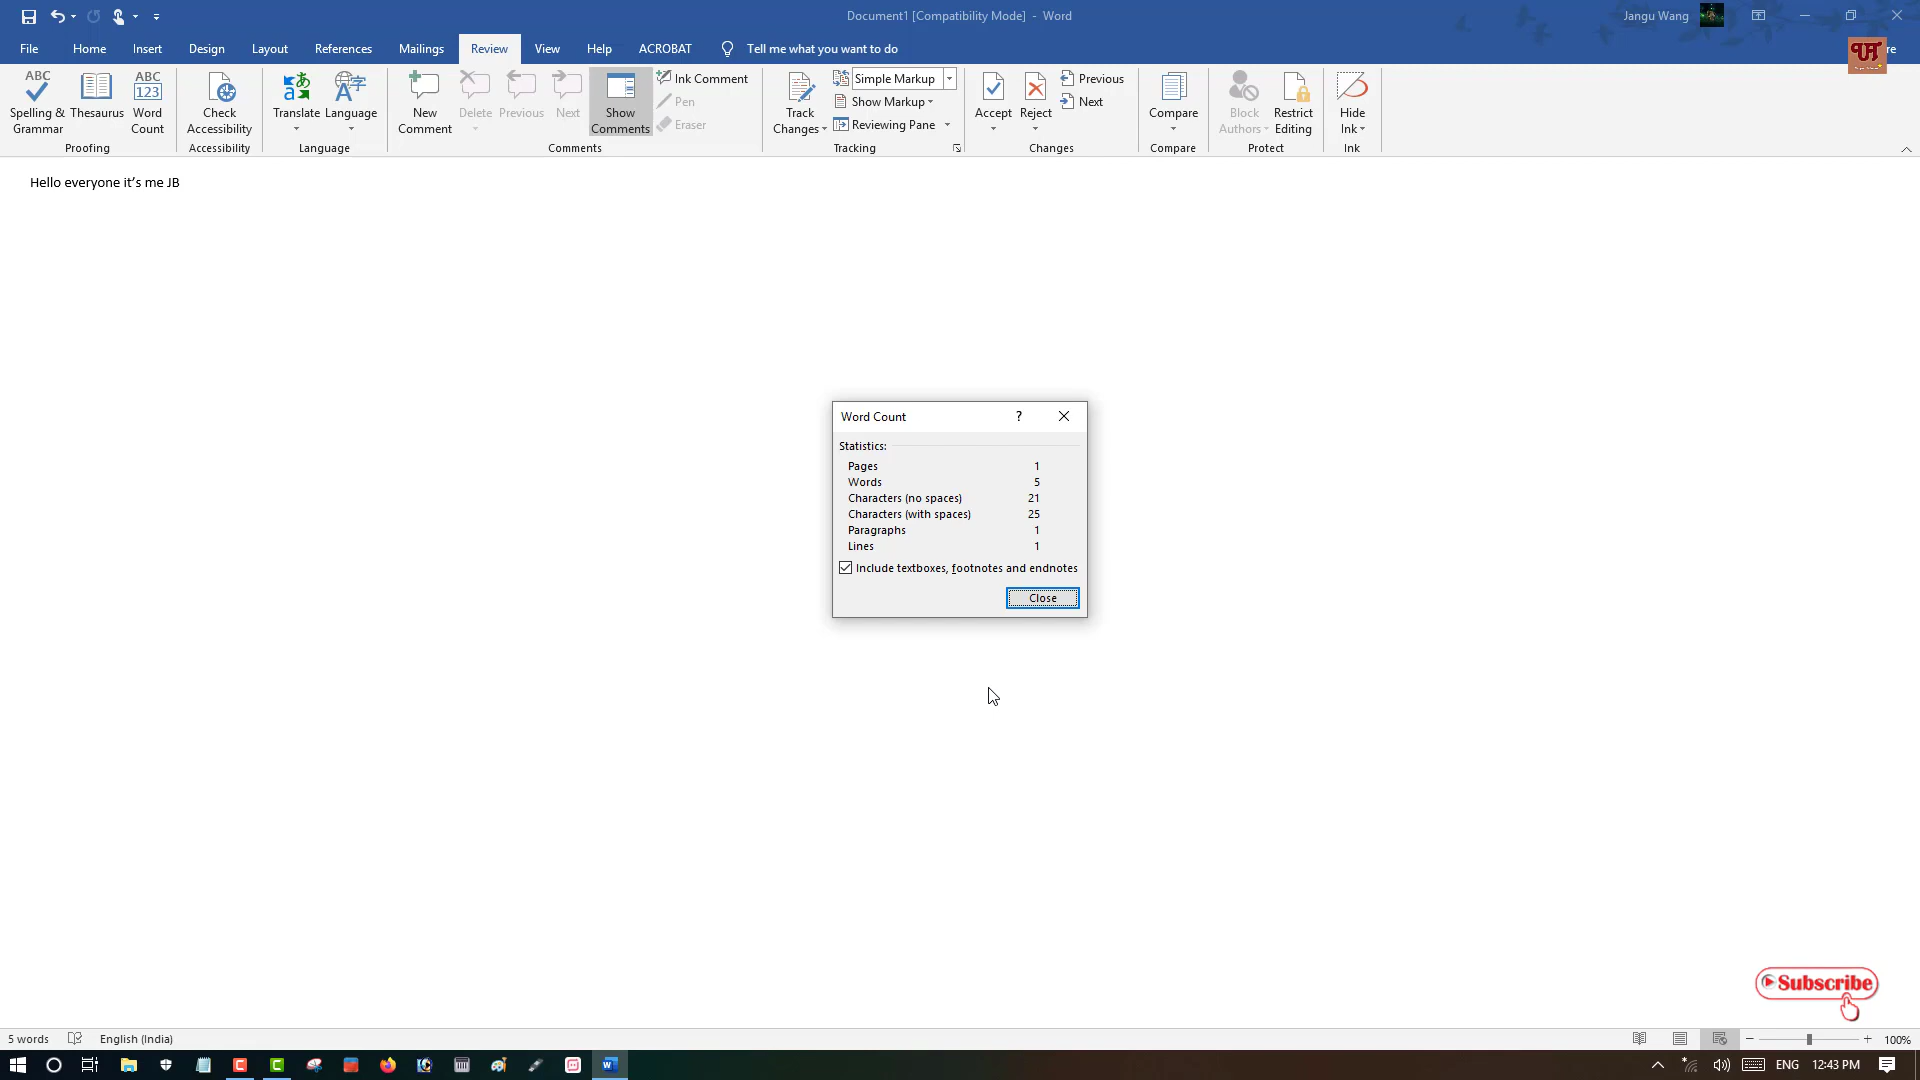 Document1 [Compatibility Mode] - Word
Jangu Wang
File Home Insert Design Layout References Mailings Review View Help ACROBAT Tell me what you want to do
UT
re
ABC
Spelling &
Grammar
Thesaurus
ABC
123
Word
Count
Proofing
Check
Accessibility
Accessibility
Translate
Language
Language
New
Comment
Delete
Previous
Next
Show
Comments
Ink Comment
Pen
Eraser
Comments
Track
Changes
Simple Markup
Show Markup
Reviewing Pane
Tracking
Accept
Reject
Previous
Next
Changes
Compare
Compare
Block
Authors
Restrict
Editing
Protect
Hide
Ink
Ink
Hello everyone it’s me JB
Word Count ?
Statistics:
Pages 1
Words 5
Characters (no spaces) 21
Characters (with spaces) 25
Paragraphs 1
Lines 1
Include textboxes, footnotes and endnotes
Close
Subscribe
5 words English (India) 100%
ENG 12:43 PM